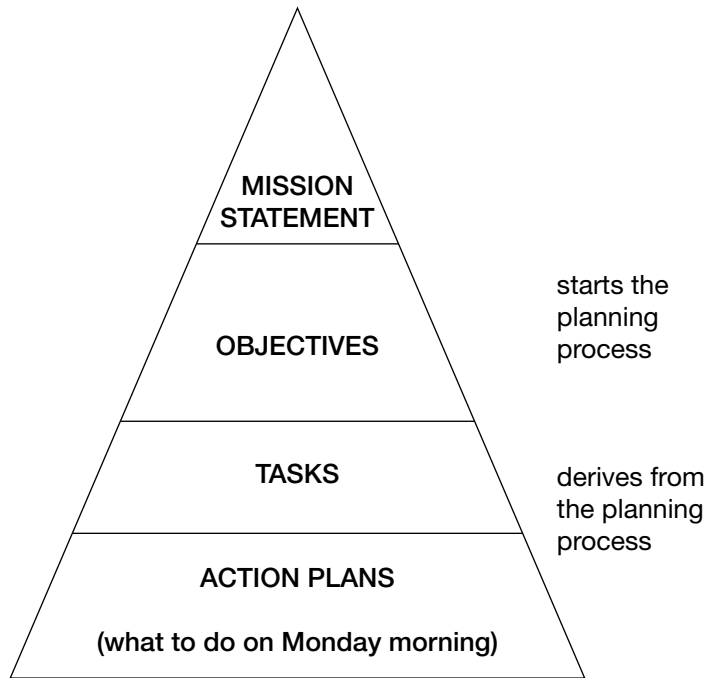 MISSION
STATEMENT
OBJECTIVES
starts the
planning
process
TASKS
derives from
the planning
process
ACTION PLANS
(what to do on Monday morning)